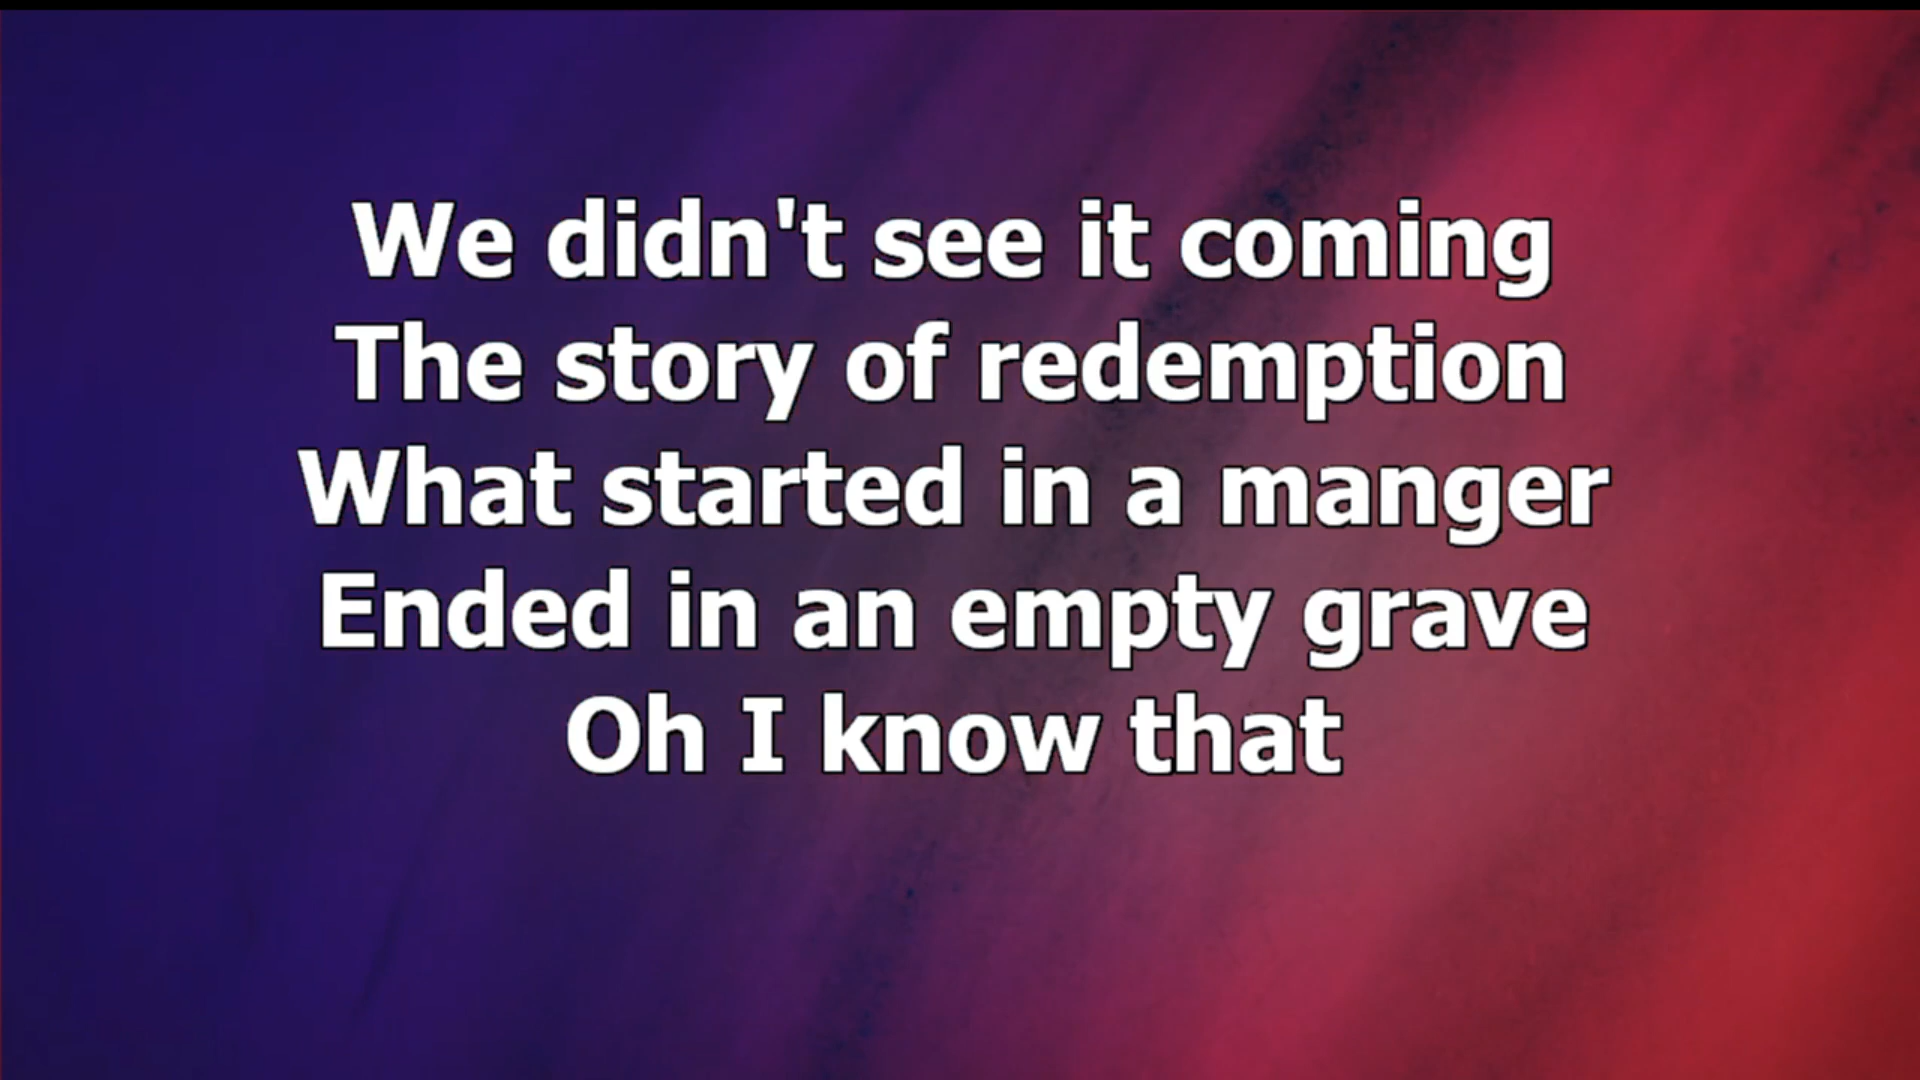 We didn't see it coming
The story of redemption
What started in a manger
Ended in an empty grave
Oh I know that